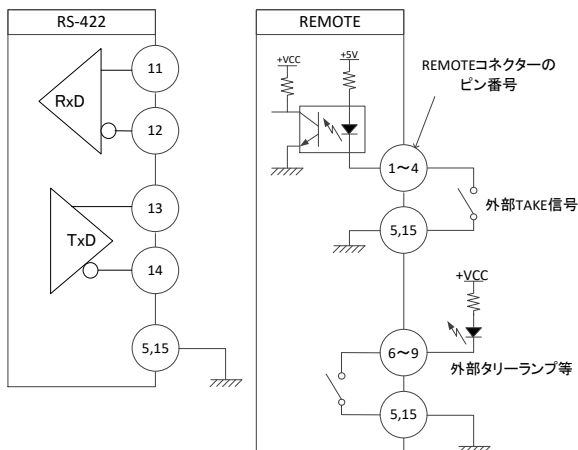 RS-422
11
RxD
12
13
TxD
14
5,15
REMOTE
+VCC
+5V
REMOTEコネクターの
ピン番号
1～4
外部TAKE信号
5,15
+VCC
6～9
外部タリーランプ等
5,15